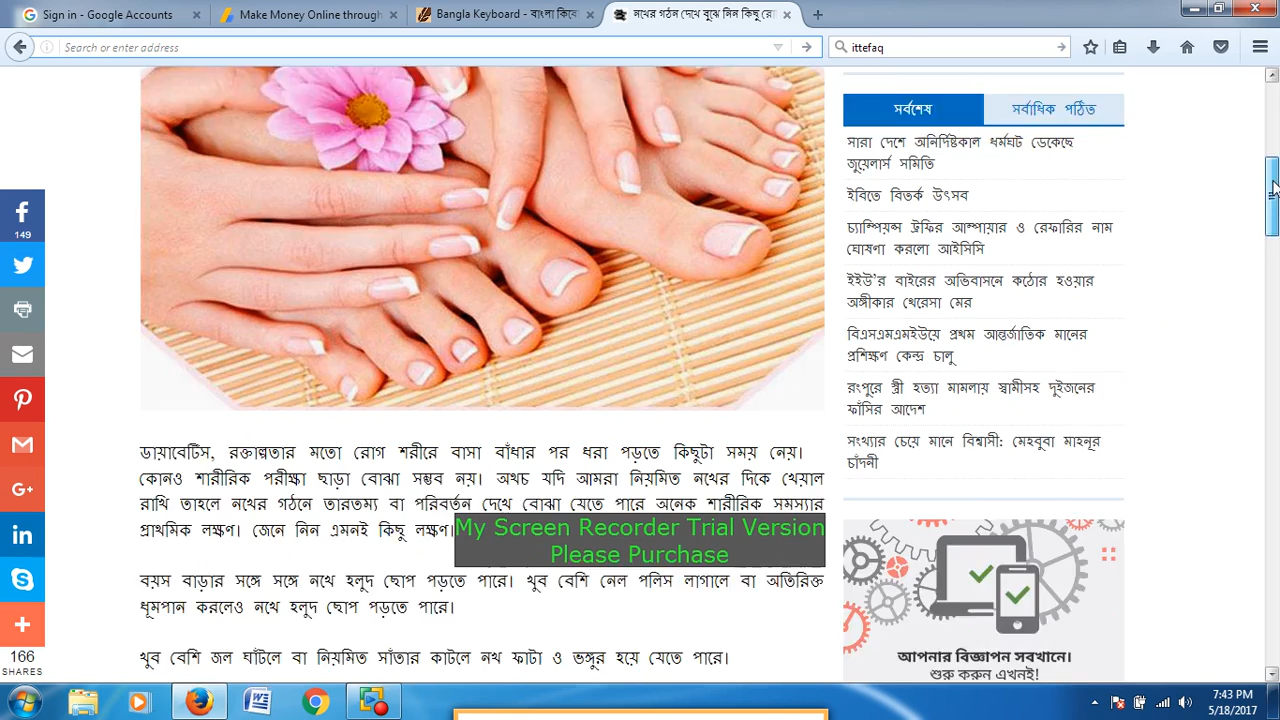 Sign in - Google Accounts
Make Money Online through
Bangla Keyboard - বাংলা কিবো
নখের গঠন দেখে বুঝে নিন কিছু রো
Search or enter address
ittefaq
149
166
SHARES
সর্বশেষ
সর্বাধিক পঠিত
সারা দেশে অনির্দিষ্টকাল ধর্মঘট ডেকেছে
জুয়েলার্স সমিতি
ইবিতে বিতর্ক উৎসব
চ্যাম্পিয়ন্স ট্রফির আম্পায়ার ও রেফারির নাম
ঘোষণা করলো আইসিসি
ইইউ'র বাইরের অভিবাসনে কঠোর হওয়ার
অঙ্গীকার থেরেসা মের
বিএসএমএমইউয়ে প্রথম আন্তর্জাতিক মানের
প্রশিক্ষণ কেন্দ্র চালু
রংপুরে স্ত্রী হত্যা মামলায় স্বামীসহ দুইজনের
ফাঁসির আদেশ
সংখ্যার চেয়ে মানে বিশ্বাসী: মেহবুবা মাহনূর
চাঁদনী
ডায়াবেটিস, রক্তাল্পতার মতো রোগ শরীরে বাসা বাঁধার পর ধরা পড়তে কিছুটা সময় নেয়।
কোনও শারীরিক পরীক্ষা ছাড়া বোঝা সম্ভব নয়। অথচ যদি আমরা নিয়মিত নখের দিকে খেয়াল
রাখি তাহলে নখের গঠনে তারতম্য বা পরিবর্তন দেখে বোঝা যেতে পারে অনেক শারীরিক সমস্যার
প্রাথমিক লক্ষণ। জেনে নিন এমনই কিছু লক্ষণ।
My Screen Recorder Trial Version
Please Purchase
বয়স বাড়ার সঙ্গে সঙ্গে নখে হলুদ ছোপ পড়তে পারে। খুব বেশি নেল পলিস লাগালে বা অতিরিক্ত
ধূমপান করলেও নখে হলুদ ছোপ পড়তে পারে।
খুব বেশি জল ঘাঁটলে বা নিয়মিত সাঁতার কাটলে নখ ফাটা ও ভঙ্গুর হয়ে যেতে পারে।
আপনার বিজ্ঞাপন সবখানে।
শুরু করুন এখনই!
7:43 PM
5/18/2017